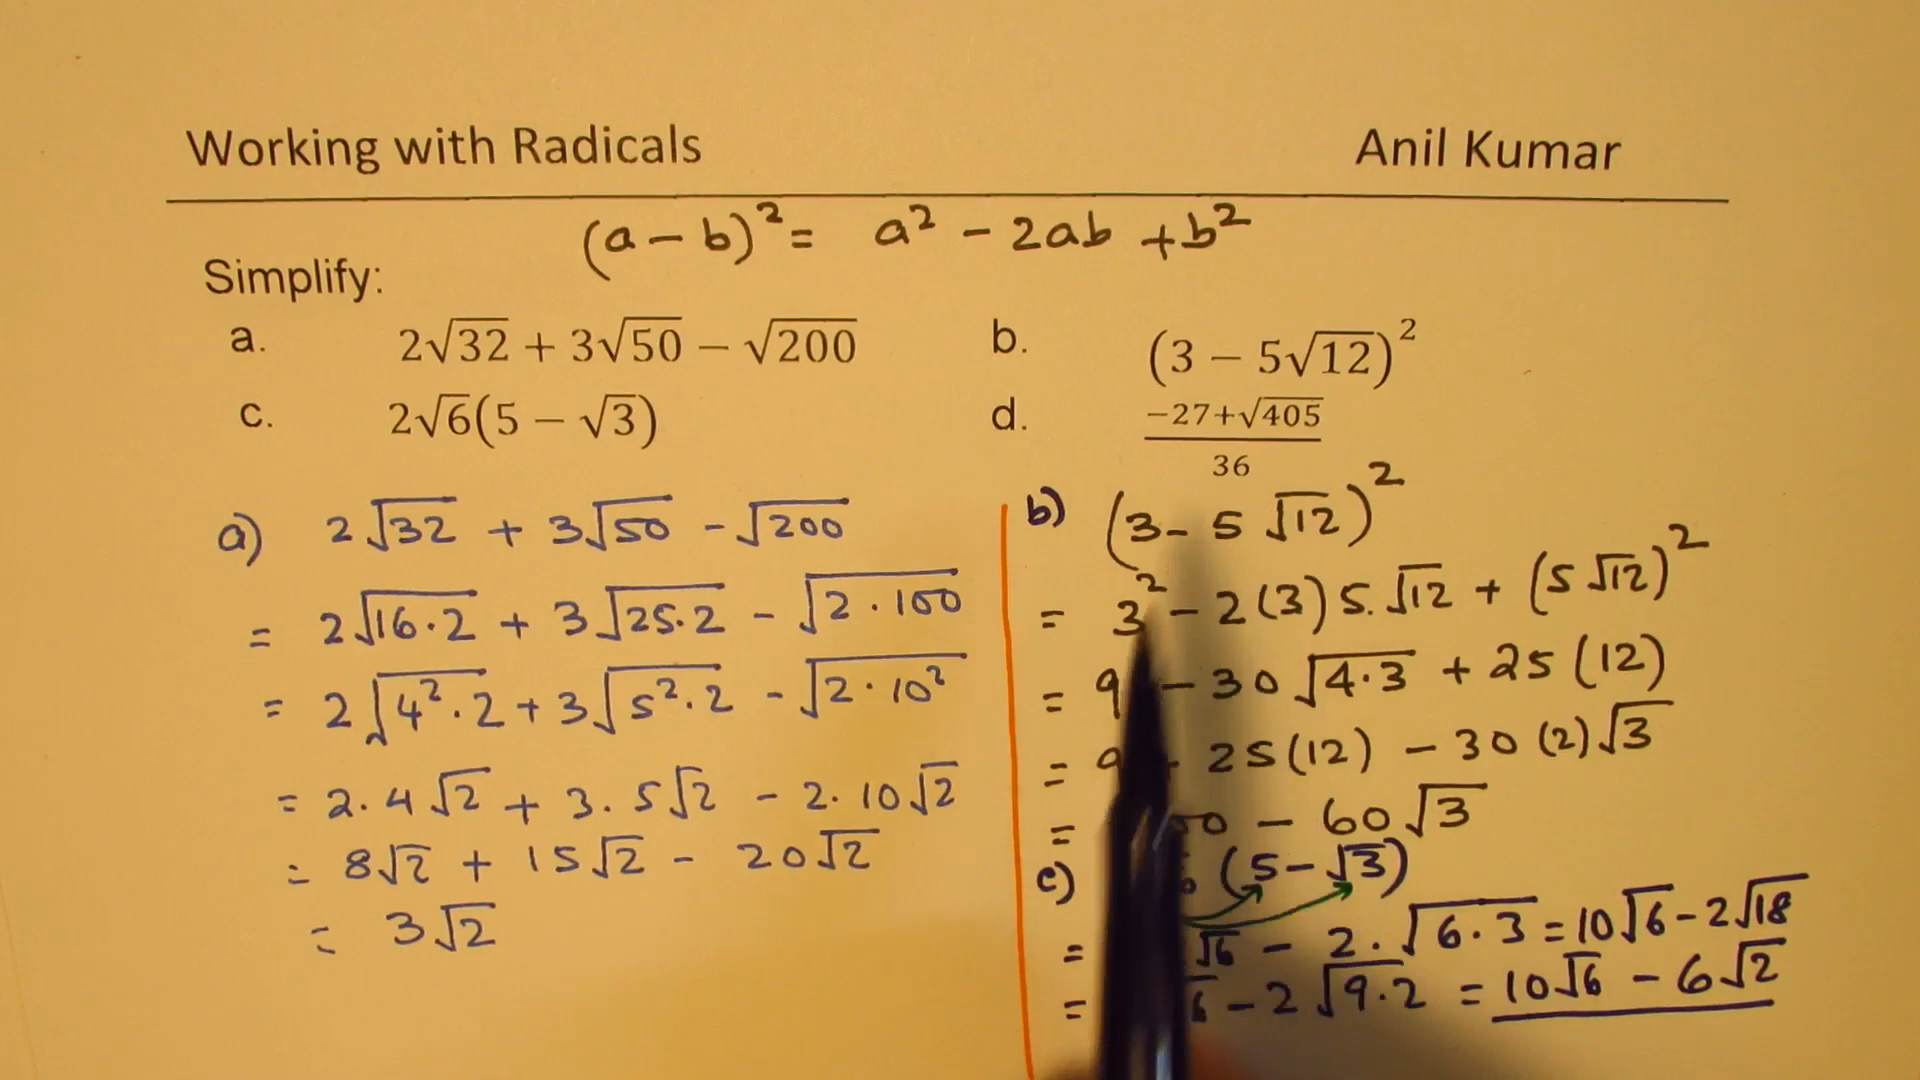 Working with Radicals Anil Kumar
(a - b)² = a² - 2ab + b²
Simplify:
a. 2√32 + 3√50 − √200 b. (3 − 5√12)²
c. 2√6(5 − √3) d. (−27+√405)/36
a) 2√32 + 3√50 - √200
= 2√(16·2) + 3√(25·2) - √(2·100)
= 2√(4²·2) + 3√(5²·2) - √(2·10²)
= 2·4√2 + 3·5√2 - 2·10√2
= 8√2 + 15√2 - 20√2
= 3√2
b) (3 - 5√12)²
= 3² - 2(3)5·√12 + (5√12)²
= 9 - 30√(4·3) + 25(12)
= 9 25(12) - 30(2)√3
= - 60√3
c) (5 - √3)
= √6 - 2·√(6·3) = 10√6 - 2√18
= - 2√(9·2) = 10√6 - 6√2